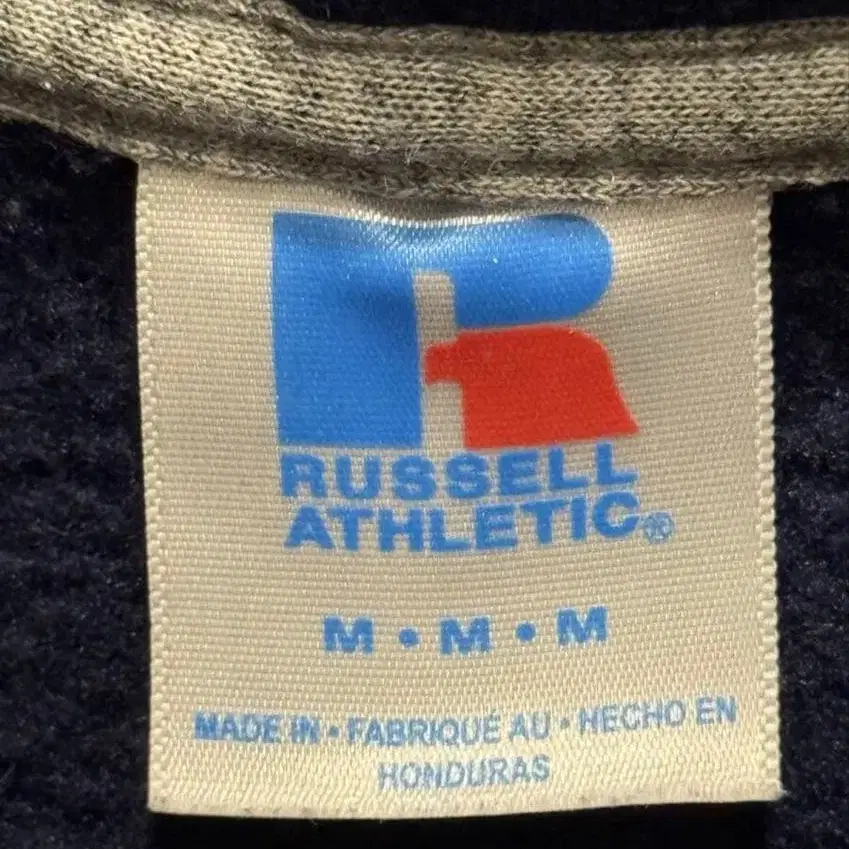 RUSSELL
ATHLETIC®
M • M • M
MADE IN • FABRIQUÉ AU • HECHO EN
HONDURAS